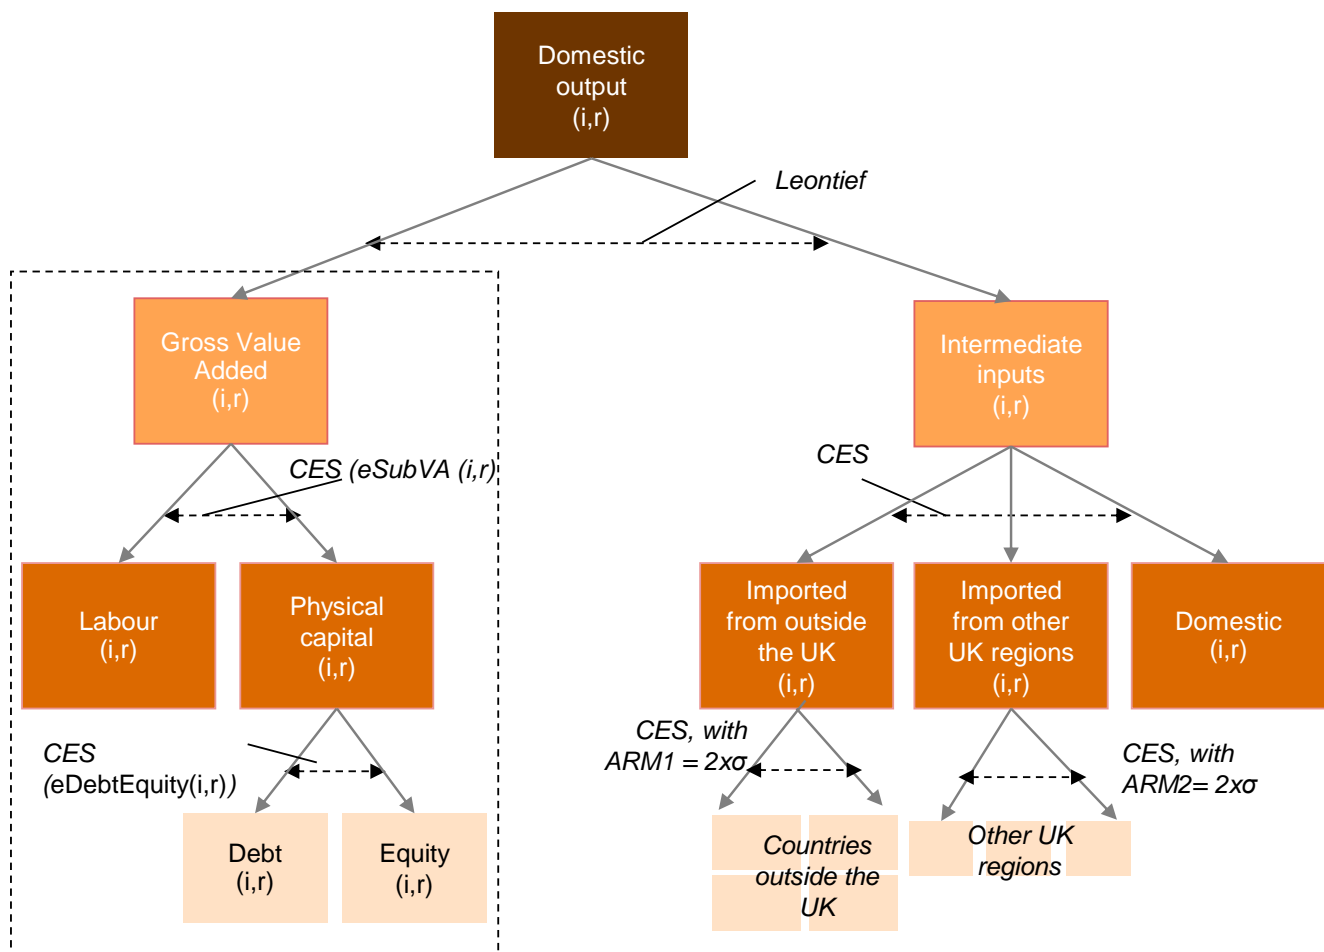 Domestic
output
(i,r)
Leontief
Gross Value
Added
(i,r)
Intermediate
inputs
(i,r)
CES (eSubVA (i,r)
CES
Labour
(i,r)
Physical
capital
(i,r)
Imported
from outside
the UK
(i,r)
Imported
from other
UK regions
(i,r)
Domestic
(i,r)
CES
(eDebtEquity(i,r))
CES, with
ARM1 = 2xσ
CES, with
ARM2= 2xσ
Debt
(i,r)
Equity
(i,r)
Countries
outside the
UK
Other UK
regions